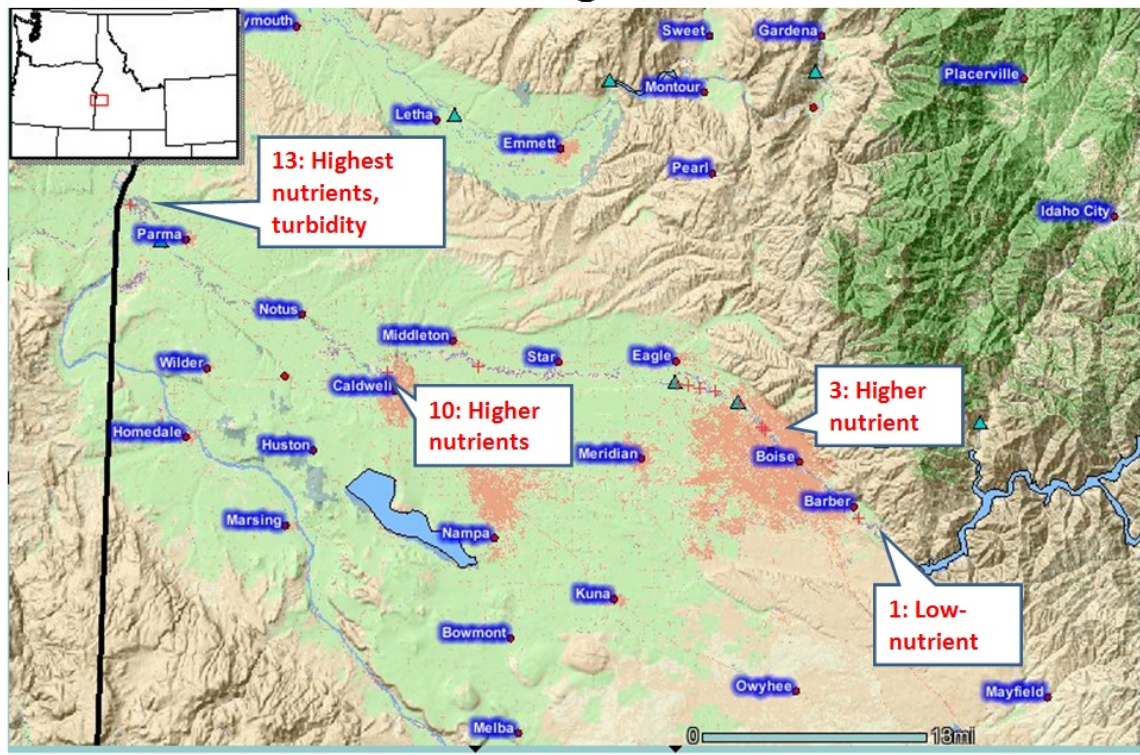 ymouth
Sweet
Gardena
Placerville
Montour
Letha
Emmett
13: Highest
nutrients,
turbidity
Pearl
Idaho City
Parma
Notus
Middleton
Star
Eagle
Wilder
Caldwell
3: Higher
nutrient
10: Higher
nutrients
Homedale
Huston
Meridian
Boise
Barber
Marsing
Nampa
Kuna
1: Low-
nutrient
Bowmont
Owyhee
Mayfield
Melba
0
13mi